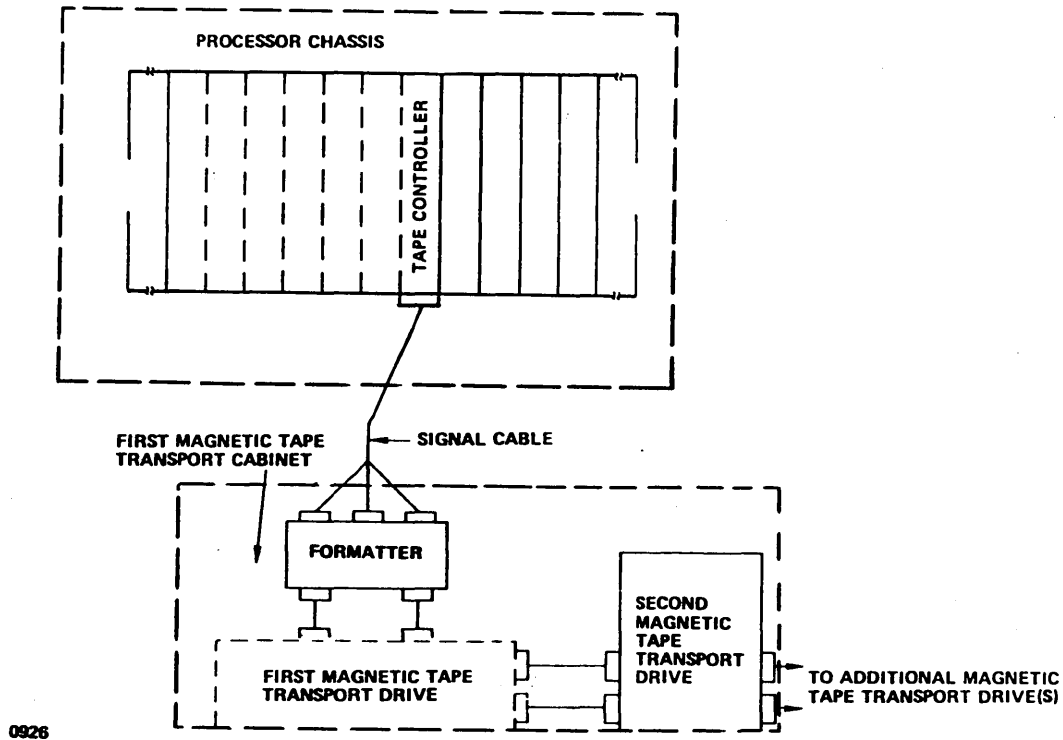 PROCESSOR CHASSIS
TAPE CONTROLLER
SIGNAL CABLE
FIRST MAGNETIC TAPE
TRANSPORT CABINET
FORMATTER
SECOND
MAGNETIC
TAPE
TRANSPORT
DRIVE
FIRST MAGNETIC TAPE
TRANSPORT DRIVE
TO ADDITIONAL MAGNETIC
TAPE TRANSPORT DRIVE(S)
0926